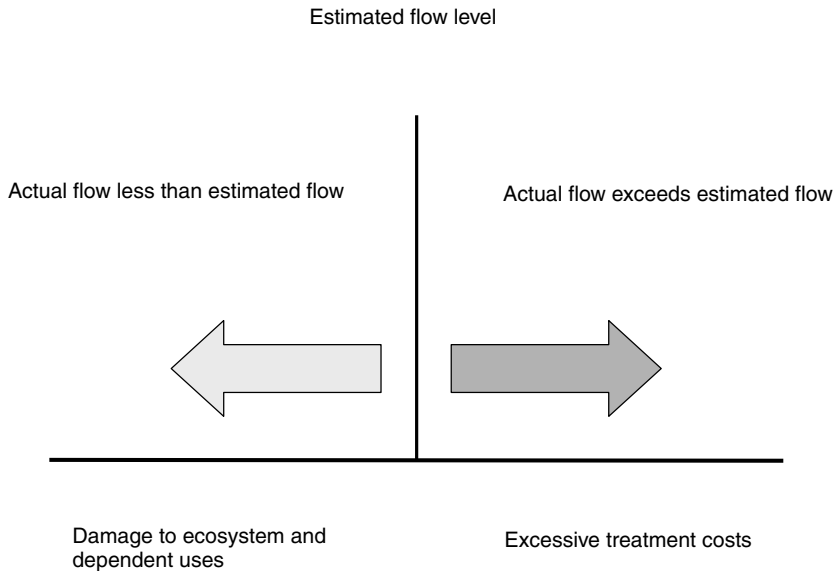 Estimated flow level
Actual flow less than estimated flow
Actual flow exceeds estimated flow
Damage to ecosystem and
dependent uses
Excessive treatment costs